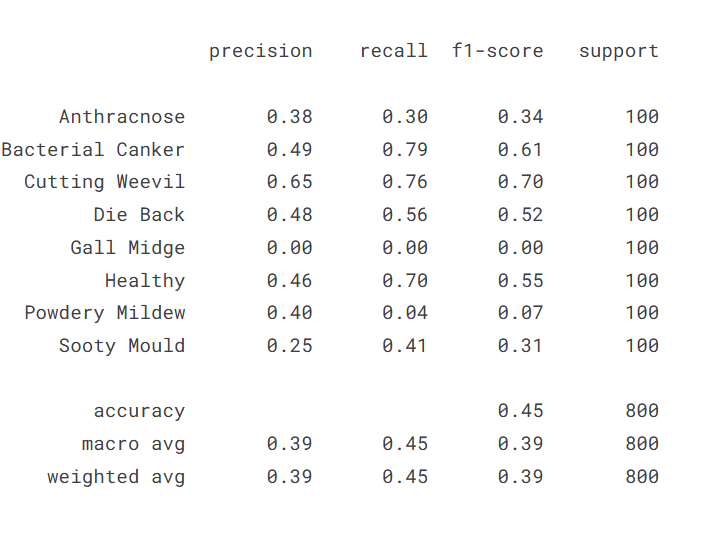 precision recall f1-score support
Anthracnose 0.38 0.30 0.34 100
Bacterial Canker 0.49 0.79 0.61 100
Cutting Weevil 0.65 0.76 0.70 100
Die Back 0.48 0.56 0.52 100
Gall Midge 0.00 0.00 0.00 100
Healthy 0.46 0.70 0.55 100
Powdery Mildew 0.40 0.04 0.07 100
Sooty Mould 0.25 0.41 0.31 100
accuracy 0.45 800
macro avg 0.39 0.45 0.39 800
weighted avg 0.39 0.45 0.39 800